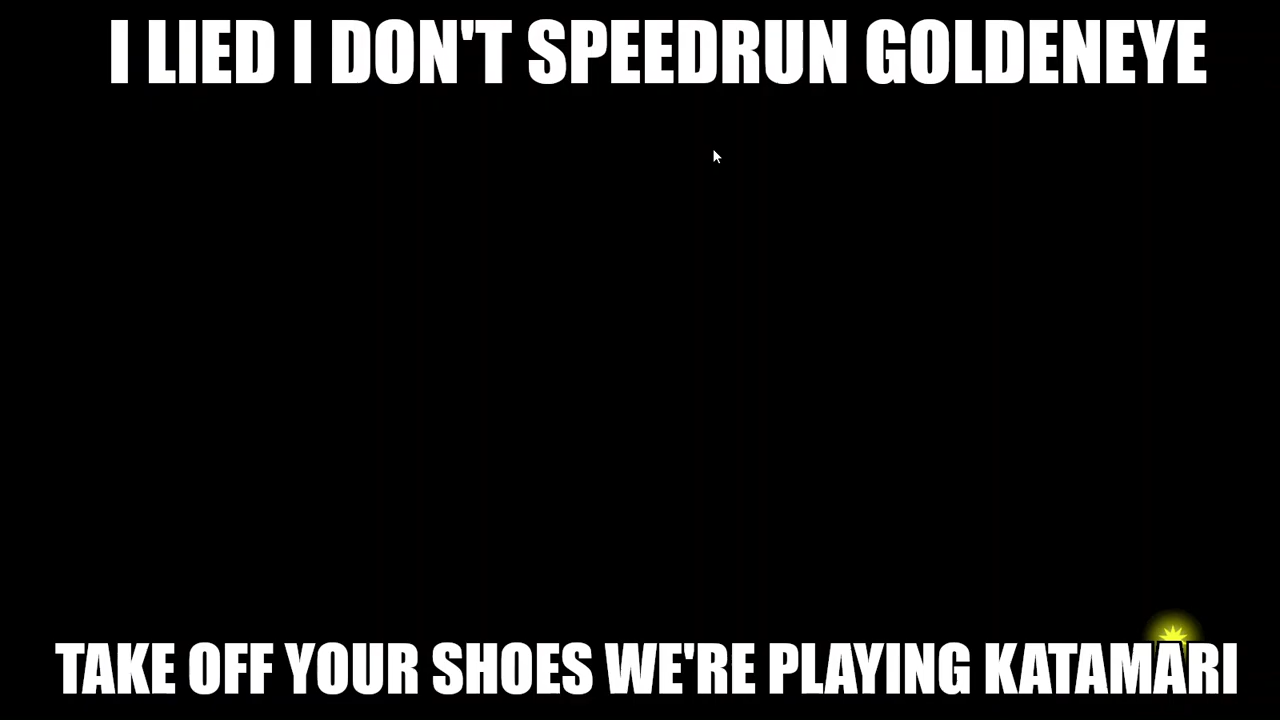 I LIED I DON'T SPEEDRUN GOLDENEYE
TAKE OFF YOUR SHOES WE'RE PLAYING KATAMARI